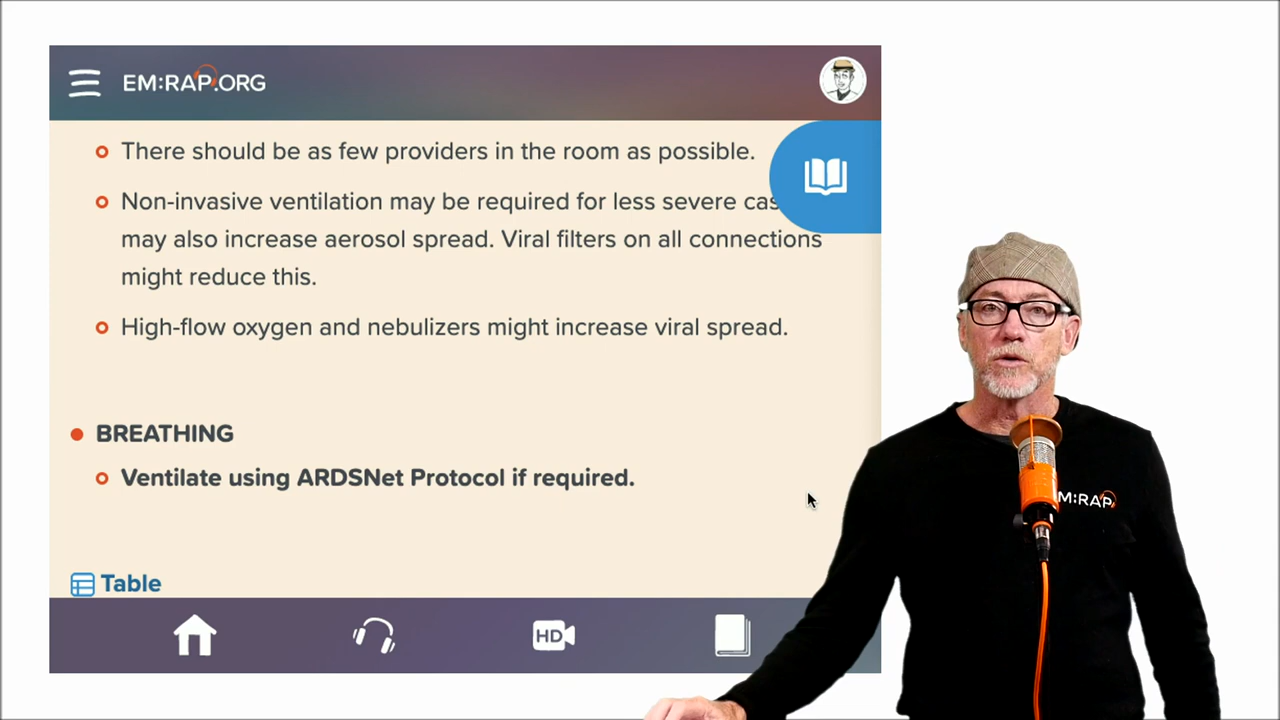 EM:RAP.ORG
There should be as few providers in the room as possible.
Non-invasive ventilation may be required for less severe cas
may also increase aerosol spread. Viral filters on all connections
might reduce this.
High-flow oxygen and nebulizers might increase viral spread.
BREATHING
Ventilate using ARDSNet Protocol if required.
Table
HD
EM:RAP